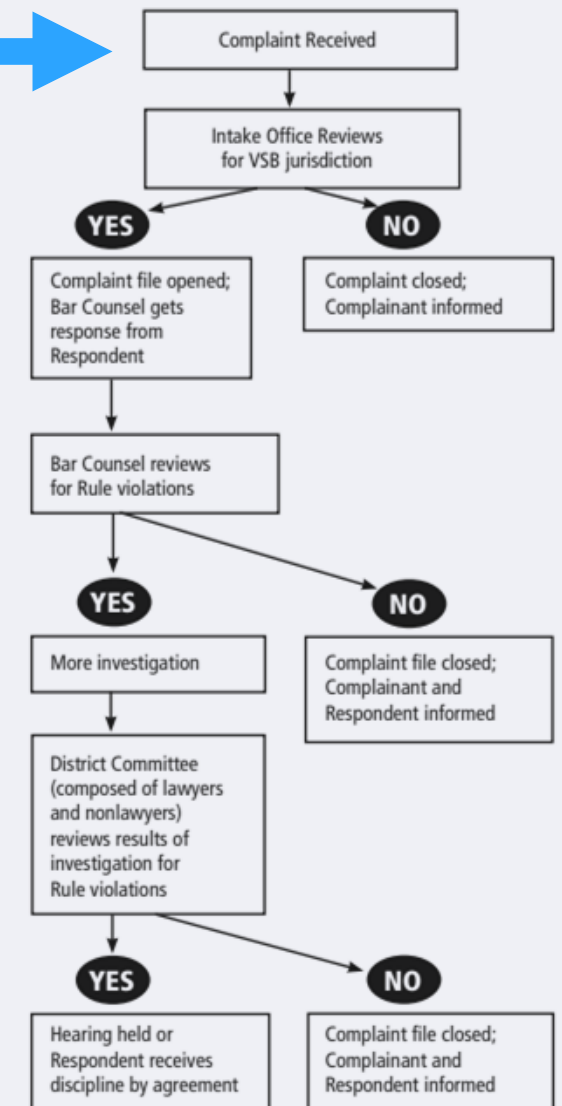 Complaint Received
Intake Office Reviews
for VSB jurisdiction
YES
NO
Complaint file opened;
Bar Counsel gets
response from
Respondent
Complaint closed;
Complainant informed
Bar Counsel reviews
for Rule violations
YES
NO
More investigation
Complaint file closed;
Complainant and
Respondent informed
District Committee
(composed of lawyers
and nonlawyers)
reviews results of
investigation for
Rule violations
YES
NO
Hearing held or
Respondent receives
discipline by agreement
Complaint file closed;
Complainant and
Respondent informed